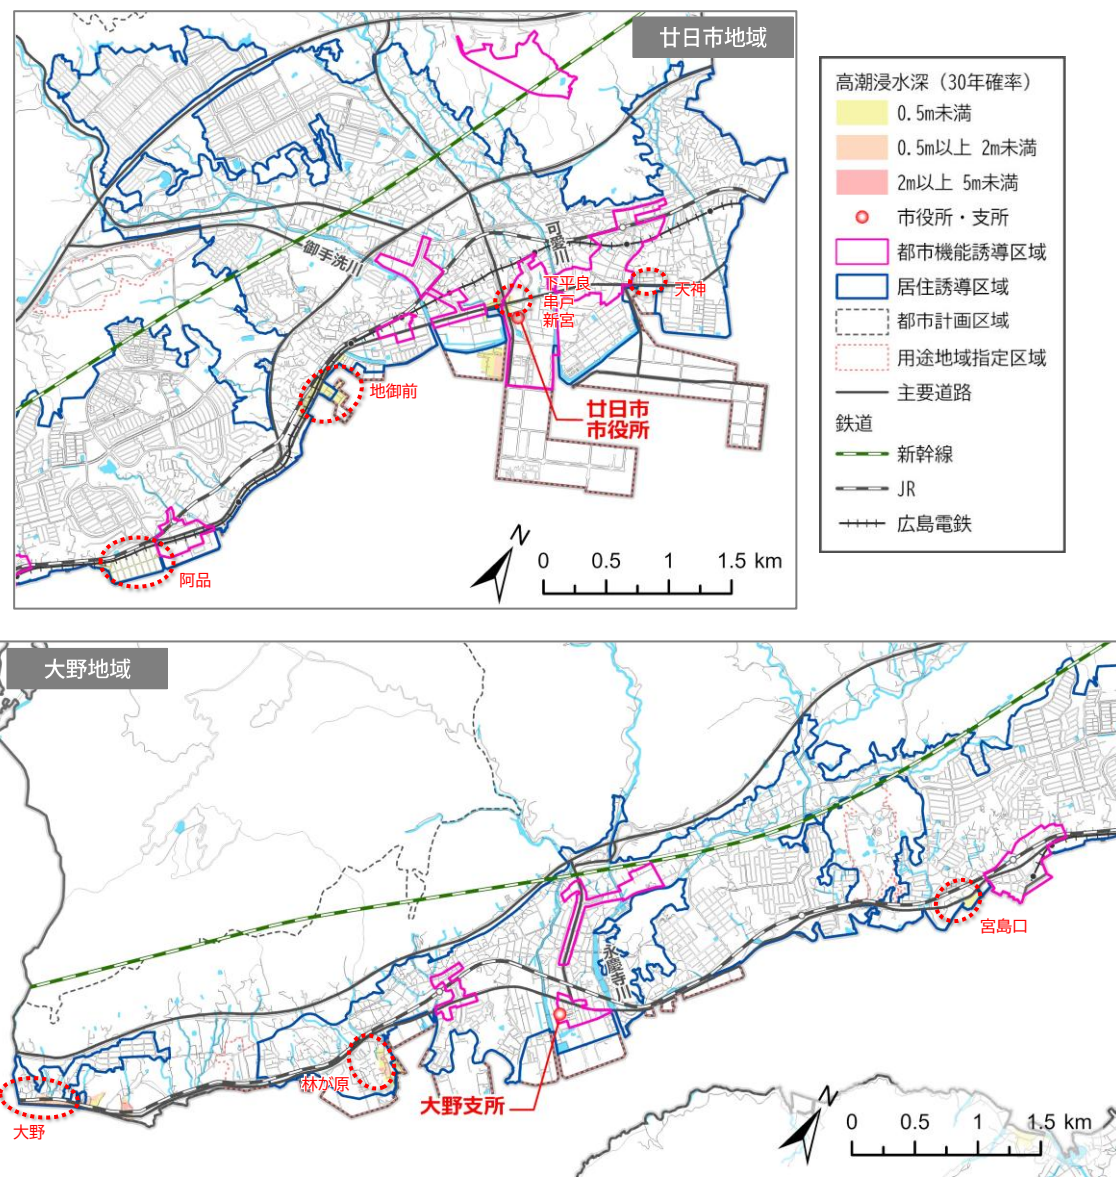 廿日市地域
御手洗川
可愛川
下平良
串戸
新宮
天神
地御前
廿日市
市役所
阿品
N
0 0.5 1 1.5 km
高潮浸水深（30年確率）
0.5m未満
0.5m以上 2m未満
2m以上 5m未満
市役所・支所
都市機能誘導区域
居住誘導区域
都市計画区域
用途地域指定区域
主要道路
鉄道
新幹線
JR
広島電鉄
大野地域
宮島口
永慶寺川
林が原
大野支所
大野
N
0 0.5 1 1.5 km